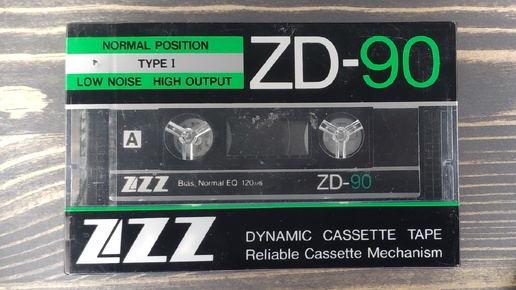 NORMAL POSITION
TYPE I
LOW NOISE HIGH OUTPUT
ZD-90
A
ZZZ Bias, Normal EQ 120μs ZD-90
ZZZ
DYNAMIC CASSETTE TAPE
Reliable Cassette Mechanism